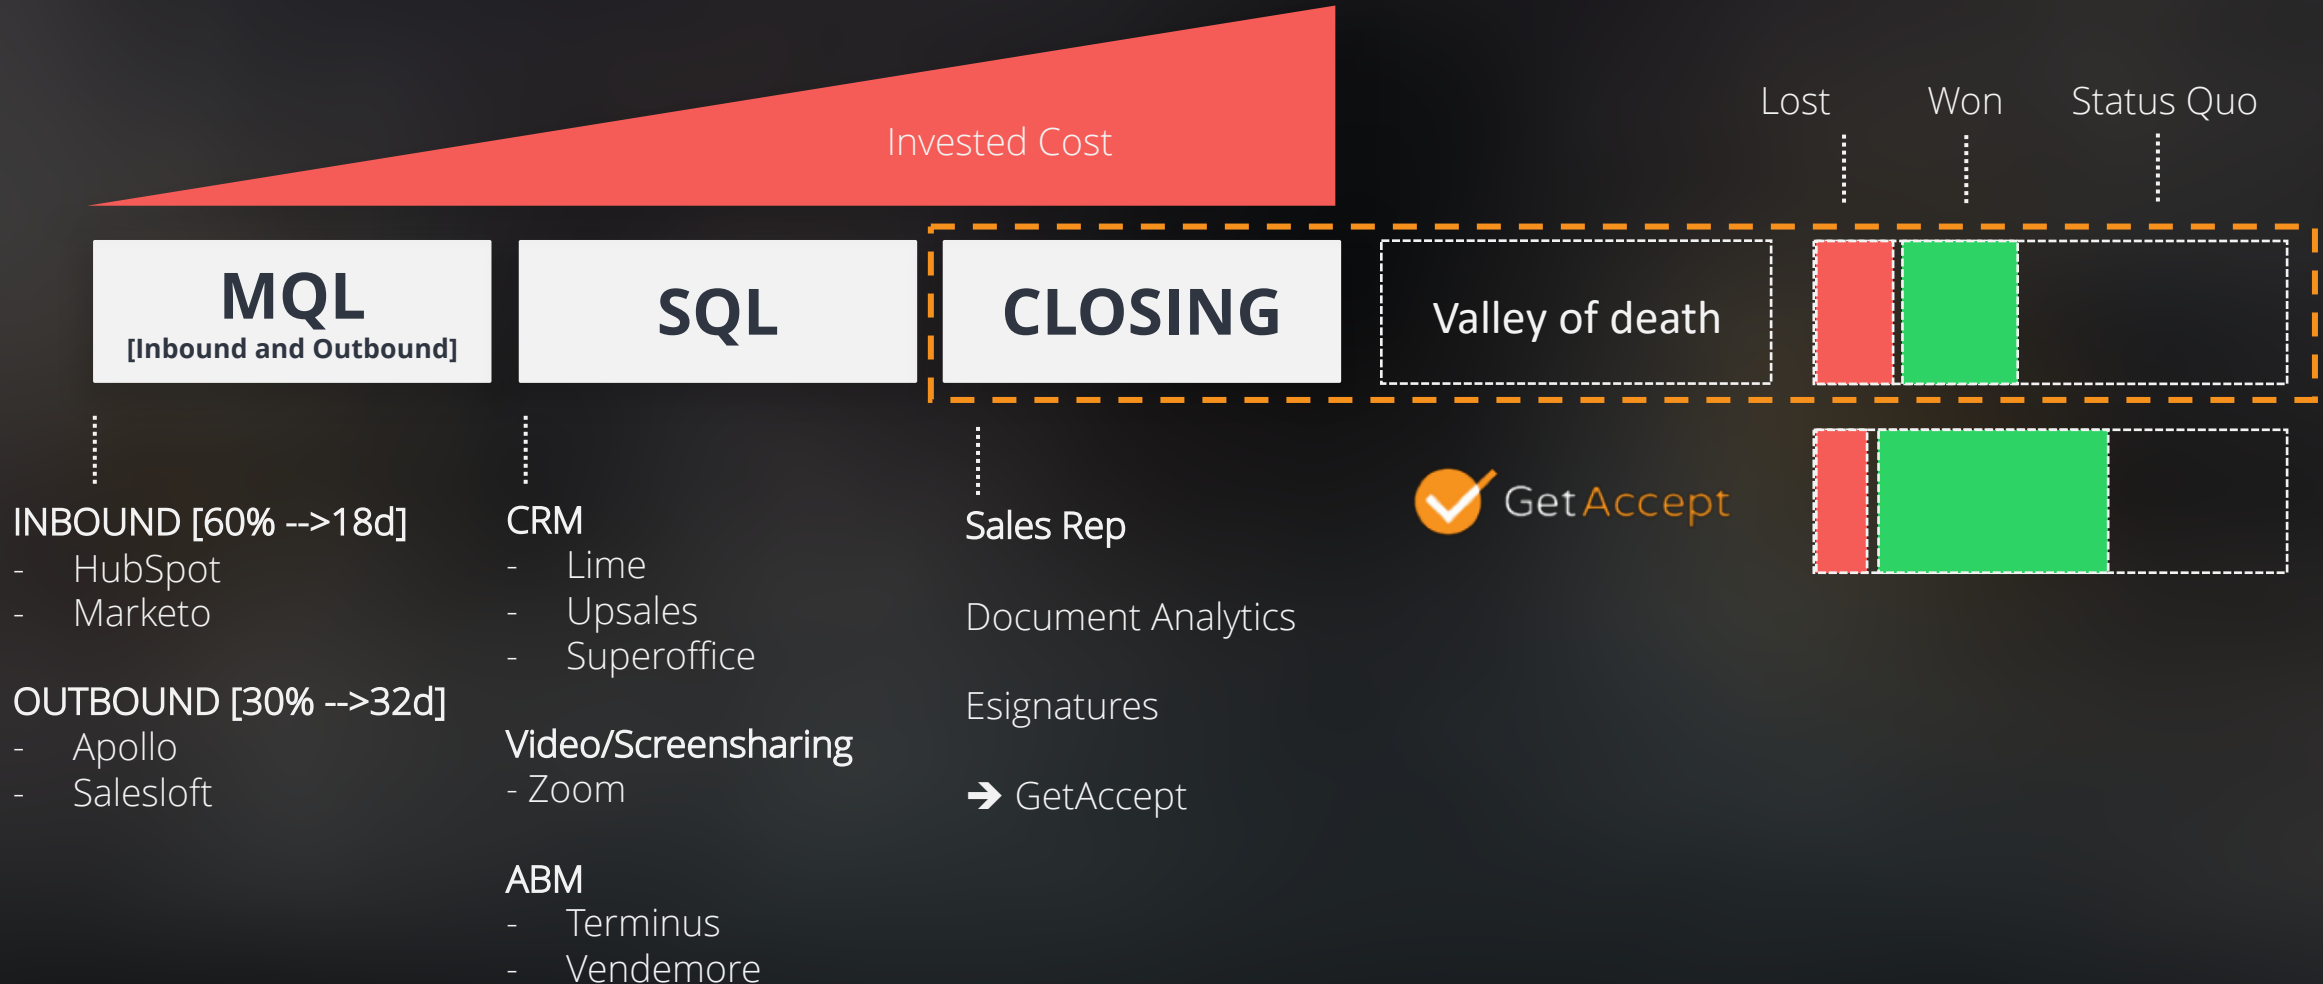 Invested Cost
Lost
Won
Status Quo
MQL
[Inbound and Outbound]
SQL
CLOSING
Valley of death
INBOUND [60% -->18d]
- HubSpot
- Marketo
OUTBOUND [30% -->32d]
- Apollo
- Salesloft
CRM
- Lime
- Upsales
- Superoffice
Video/Screensharing
- Zoom
ABM
- Terminus
- Vendemore
Sales Rep
Document Analytics
Esignatures
➔ GetAccept
GetAccept